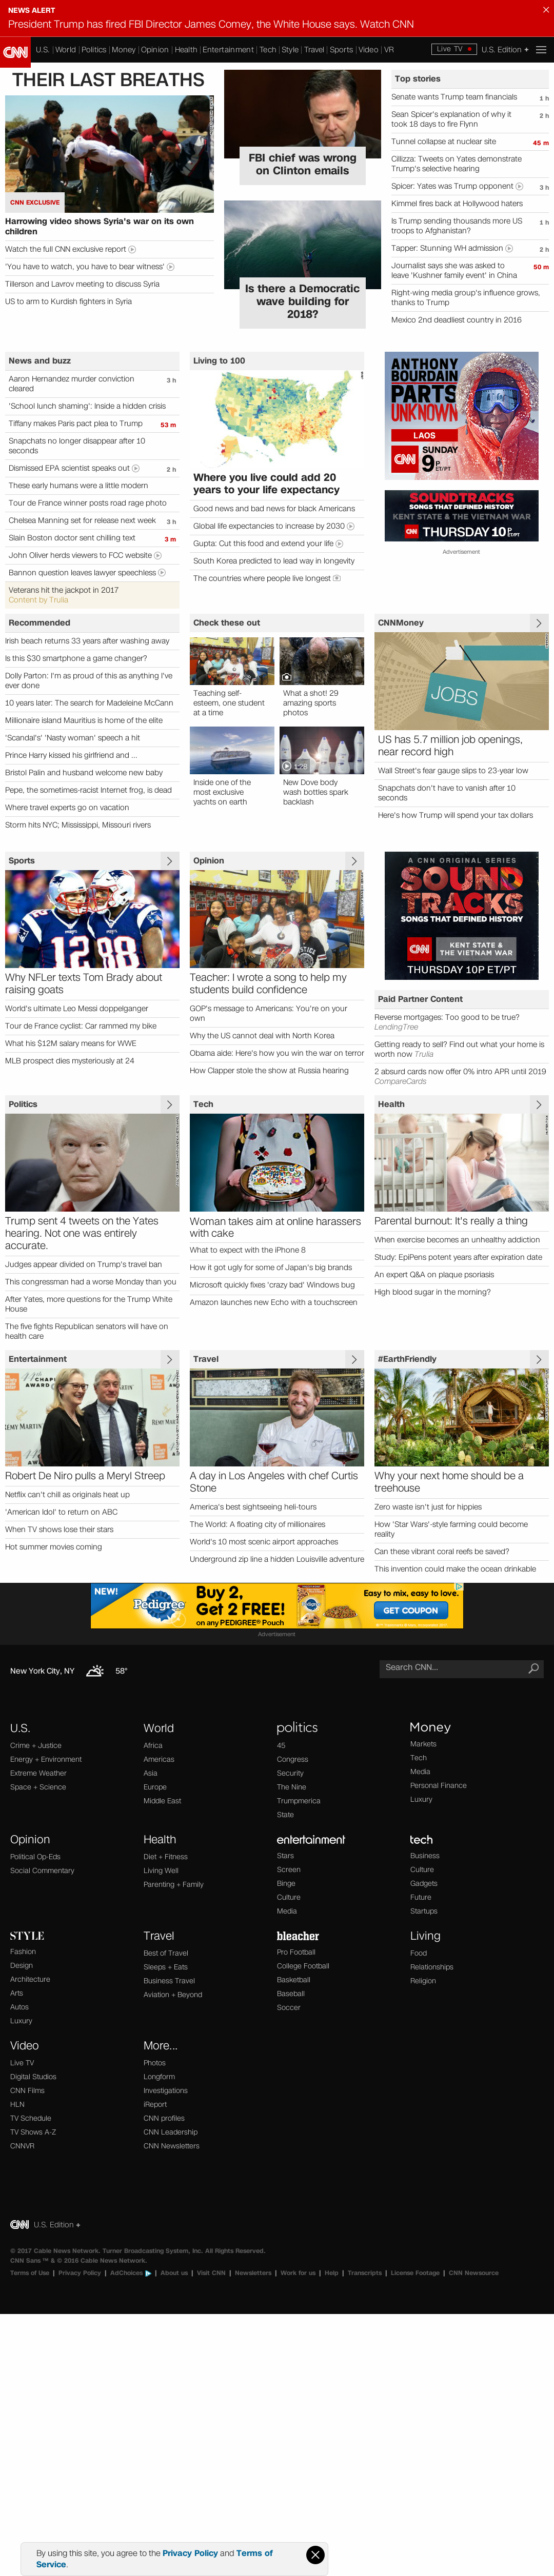 NEWS ALERT
President Trump has fired FBI Director James Comey, the White House says. Watch CNN
CNN
U.S.
World
Politics
Money
Opinion
Health
Entertainment
Tech
Style
Travel
Sports
Video
VR
Live TV
U.S. Edition +
THEIR LAST BREATHS
CNN EXCLUSIVE
Harrowing video shows Syria's war on its own
children
Watch the full CNN exclusive report
'You have to watch, you have to bear witness'
Tillerson and Lavrov meeting to discuss Syria
US to arm to Kurdish fighters in Syria
FBI chief was wrong
on Clinton emails
Is there a Democratic
wave building for
2018?
Top stories
Senate wants Trump team financials 1 h
Sean Spicer's explanation of why it 2 h
took 18 days to fire Flynn
Tunnel collapse at nuclear site 45 m
Cillizza: Tweets on Yates demonstrate
Trump's selective hearing
Spicer: Yates was Trump opponent 3 h
Kimmel fires back at Hollywood haters
Is Trump sending thousands more US 1 h
troops to Afghanistan?
Tapper: Stunning WH admission 2 h
Journalist says she was asked to 50 m
leave 'Kushner family event' in China
Right-wing media group's influence grows,
thanks to Trump
Mexico 2nd deadliest country in 2016
News and buzz
Aaron Hernandez murder conviction 3 h
cleared
'School lunch shaming': Inside a hidden crisis
Tiffany makes Paris pact plea to Trump 53 m
Snapchats no longer disappear after 10
seconds
Dismissed EPA scientist speaks out 2 h
These early humans were a little modern
Tour de France winner posts road rage photo
Chelsea Manning set for release next week 3 h
Slain Boston doctor sent chilling text 3 m
John Oliver herds viewers to FCC website
Bannon question leaves lawyer speechless
Veterans hit the jackpot in 2017
Content by Trulia
Living to 100
Where you live could add 20
years to your life expectancy
Good news and bad news for black Americans
Global life expectancies to increase by 2030
Gupta: Cut this food and extend your life
South Korea predicted to lead way in longevity
The countries where people live longest
ANTHONY
BOURDAIN
PARTS
UNKNOWN
LAOS
CNN
SUNDAY
9PM ET/PT
SOUNDTRACKS
SONGS THAT DEFINED HISTORY
KENT STATE & THE VIETNAM WAR
CNN
THURSDAY 10P ET/PT
Advertisement
Recommended
Irish beach returns 33 years after washing away
Is this $30 smartphone a game changer?
Dolly Parton: I'm as proud of this as anything I've
ever done
10 years later: The search for Madeleine McCann
Millionaire island Mauritius is home of the elite
'Scandal's' 'Nasty woman' speech a hit
Prince Harry kissed his girlfriend and ...
Bristol Palin and husband welcome new baby
Pepe, the sometimes-racist Internet frog, is dead
Where travel experts go on vacation
Storm hits NYC; Mississippi, Missouri rivers
Check these out
Teaching self-
esteem, one student
at a time
What a shot! 29
amazing sports
photos
Inside one of the
most exclusive
yachts on earth
1:28
New Dove body
wash bottles spark
backlash
CNNMoney
JOBS
US has 5.7 million job openings,
near record high
Wall Street's fear gauge slips to 23-year low
Snapchats don't have to vanish after 10
seconds
Here's how Trump will spend your tax dollars
Sports
12
88
Why NFLer texts Tom Brady about
raising goats
World's ultimate Leo Messi doppelganger
Tour de France cyclist: Car rammed my bike
What his $12M salary means for WWE
MLB prospect dies mysteriously at 24
Opinion
Teacher: I wrote a song to help my
students build confidence
GOP's message to Americans: You're on your
own
Why the US cannot deal with North Korea
Obama aide: Here's how you win the war on terror
How Clapper stole the show at Russia hearing
A CNN ORIGINAL SERIES
SOUND
TRACKS
SONGS THAT DEFINED HISTORY
CNN
KENT STATE &
THE VIETNAM WAR
THURSDAY 10P ET/PT
Paid Partner Content
Reverse mortgages: Too good to be true?
LendingTree
Getting ready to sell? Find out what your home is
worth now Trulia
2 absurd cards now offer 0% intro APR until 2019
CompareCards
Politics
Trump sent 4 tweets on the Yates
hearing. Not one was entirely
accurate.
Judges appear divided on Trump's travel ban
This congressman had a worse Monday than you
After Yates, more questions for the Trump White
House
The five fights Republican senators will have on
health care
Tech
Woman takes aim at online harassers
with cake
What to expect with the iPhone 8
How it got ugly for some of Japan's big brands
Microsoft quickly fixes 'crazy bad' Windows bug
Amazon launches new Echo with a touchscreen
Health
Parental burnout: It's really a thing
When exercise becomes an unhealthy addiction
Study: EpiPens potent years after expiration date
An expert Q&A on plaque psoriasis
High blood sugar in the morning?
Entertainment
Robert De Niro pulls a Meryl Streep
Netflix can't chill as originals heat up
'American Idol' to return on ABC
When TV shows lose their stars
Hot summer movies coming
Travel
A day in Los Angeles with chef Curtis
Stone
America's best sightseeing heli-tours
The World: A floating city of millionaires
World's 10 most scenic airport approaches
Underground zip line a hidden Louisville adventure
#EarthFriendly
Why your next home should be a
treehouse
Zero waste isn't just for hippies
How 'Star Wars'-style farming could become
reality
Can these vibrant coral reefs be saved?
This invention could make the ocean drinkable
NEW!
Pedigree
Buy 2,
Get 2 FREE!
on any PEDIGREE® Pouch
Easy to mix, easy to love.
GET COUPON
Advertisement
New York City, NY 58°
Search CNN...
U.S.
Crime + Justice
Energy + Environment
Extreme Weather
Space + Science
World
Africa
Americas
Asia
Europe
Middle East
politics
45
Congress
Security
The Nine
Trumpmerica
State
Money
Markets
Tech
Media
Personal Finance
Luxury
Opinion
Political Op-Eds
Social Commentary
Health
Diet + Fitness
Living Well
Parenting + Family
entertainment
Stars
Screen
Binge
Culture
Media
tech
Business
Culture
Gadgets
Future
Startups
STYLE
Fashion
Design
Architecture
Arts
Autos
Luxury
Travel
Best of Travel
Sleeps + Eats
Business Travel
Aviation + Beyond
bleacher
Pro Football
College Football
Basketball
Baseball
Soccer
Living
Food
Relationships
Religion
Video
Live TV
Digital Studios
CNN Films
HLN
TV Schedule
TV Shows A-Z
CNNVR
More...
Photos
Longform
Investigations
iReport
CNN profiles
CNN Leadership
CNN Newsletters
CNN U.S. Edition +
© 2017 Cable News Network. Turner Broadcasting System, Inc. All Rights Reserved.
CNN Sans ™ & © 2016 Cable News Network.
Terms of Use | Privacy Policy | AdChoices | About us | Visit CNN | Newsletters | Work for us | Help | Transcripts | License Footage | CNN Newsource
By using this site, you agree to the Privacy Policy and Terms of
Service.